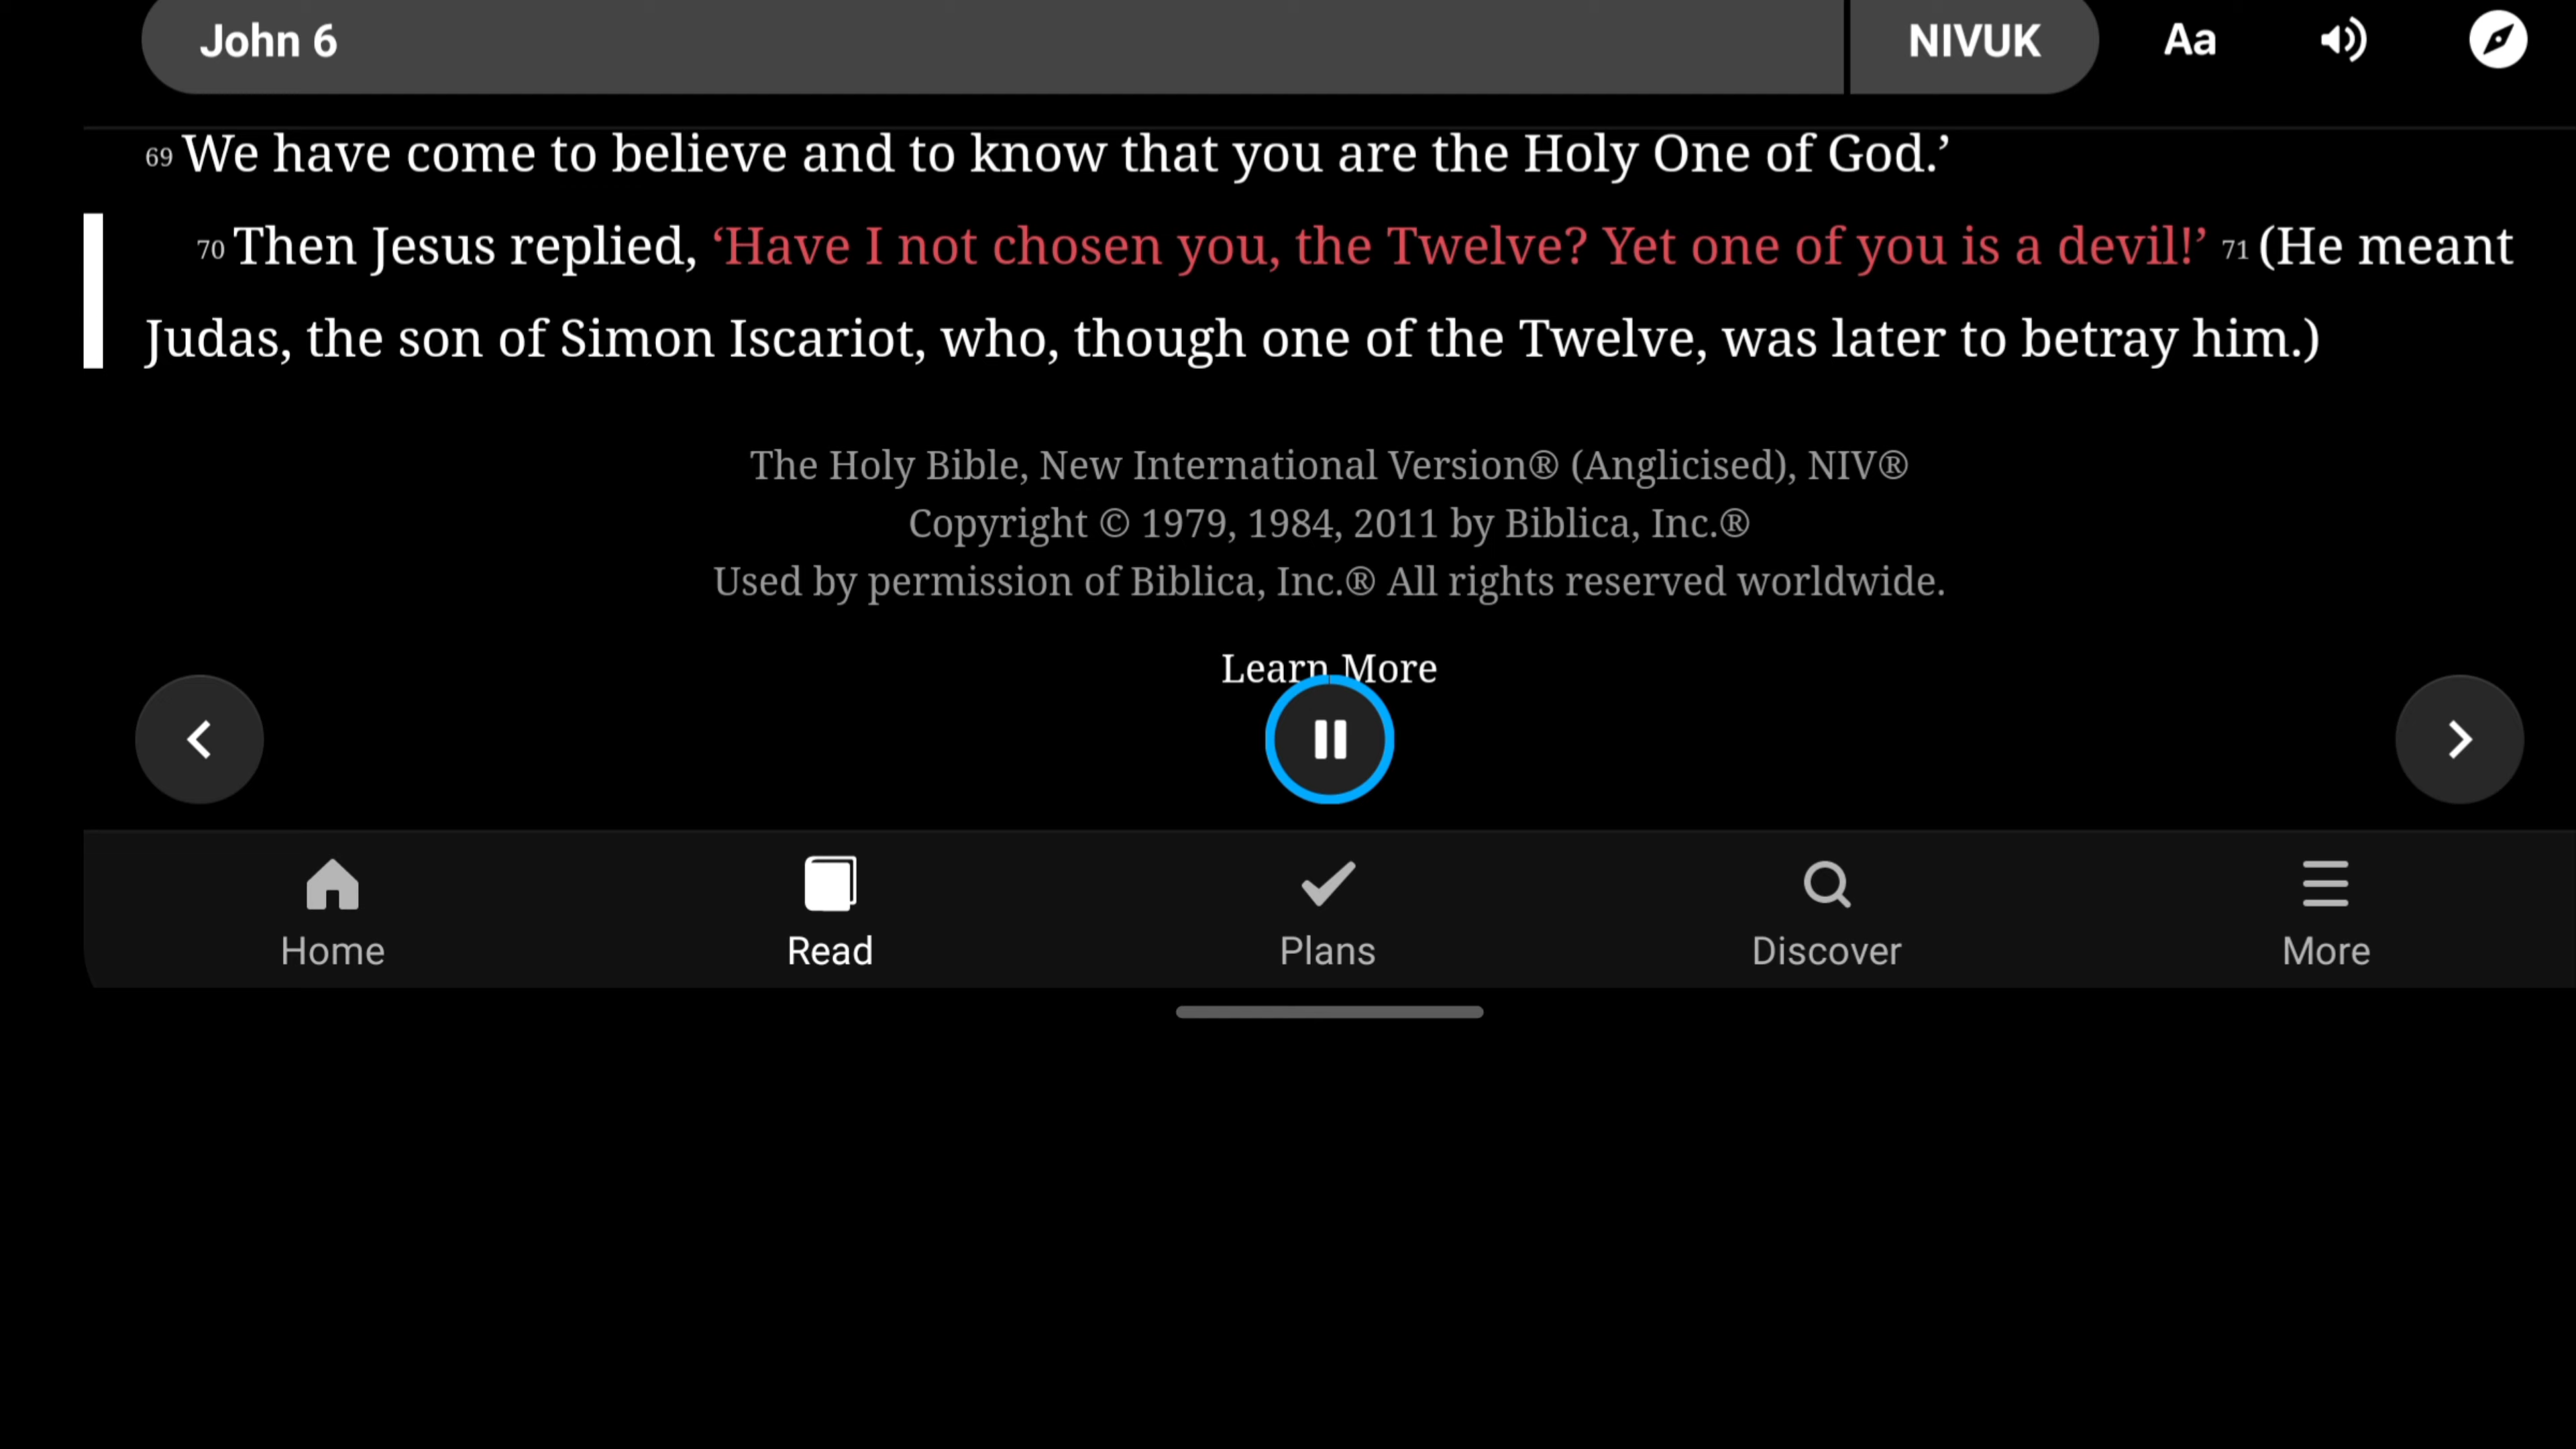 John 6 NIVUK Aa
69 We have come to believe and to know that you are the Holy One of God.’
70 Then Jesus replied, ‘Have I not chosen you, the Twelve? Yet one of you is a devil!’ 71 (He meant
Judas, the son of Simon Iscariot, who, though one of the Twelve, was later to betray him.)
The Holy Bible, New International Version® (Anglicised), NIV®
Copyright © 1979, 1984, 2011 by Biblica, Inc.®
Used by permission of Biblica, Inc.® All rights reserved worldwide.
Learn More
Home Read Plans Discover More